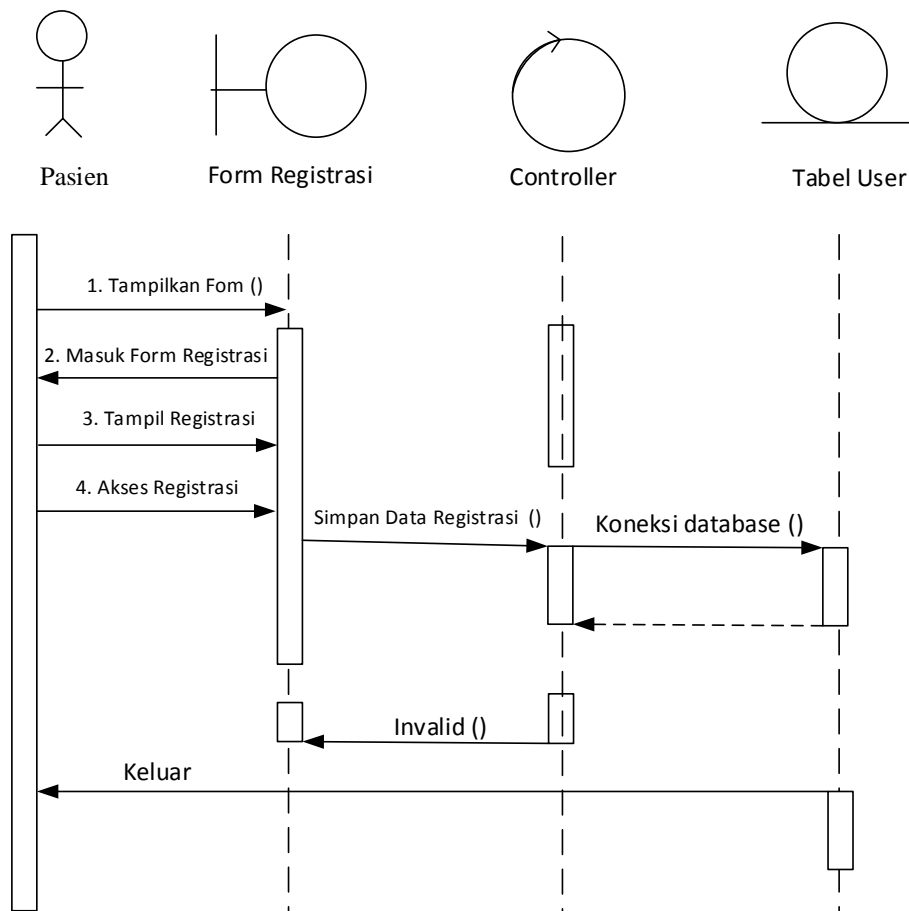 Pasien
Form Registrasi
Controller
Tabel User
1. Tampilkan Fom ()
2. Masuk Form Registrasi
3. Tampil Registrasi
4. Akses Registrasi
Simpan Data Registrasi ()
Koneksi database ()
Invalid ()
Keluar